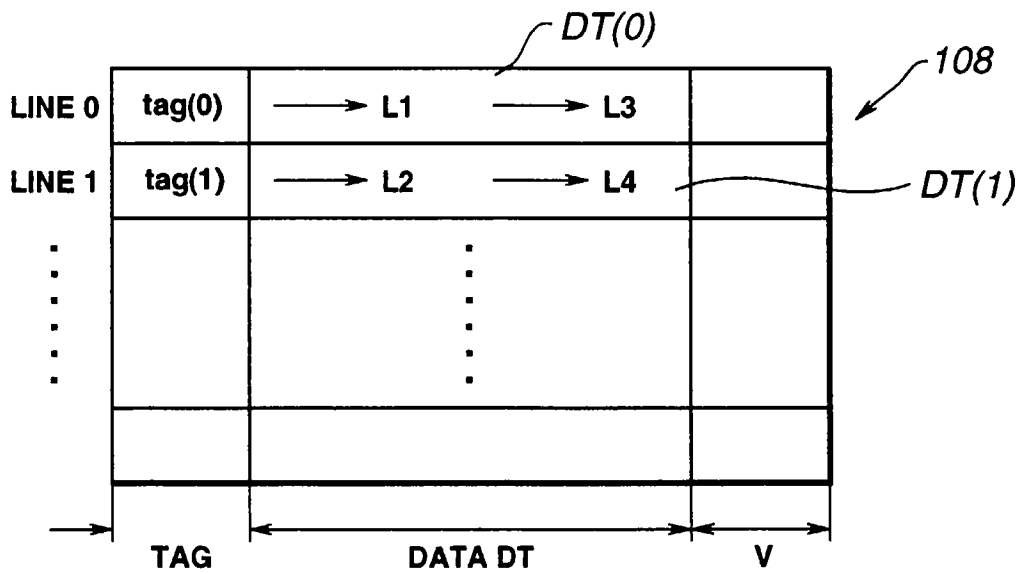 DT(0)
108
LINE 0 tag(0) L1 L3
LINE 1 tag(1) L2 L4
DT(1)
TAG DATA DT V